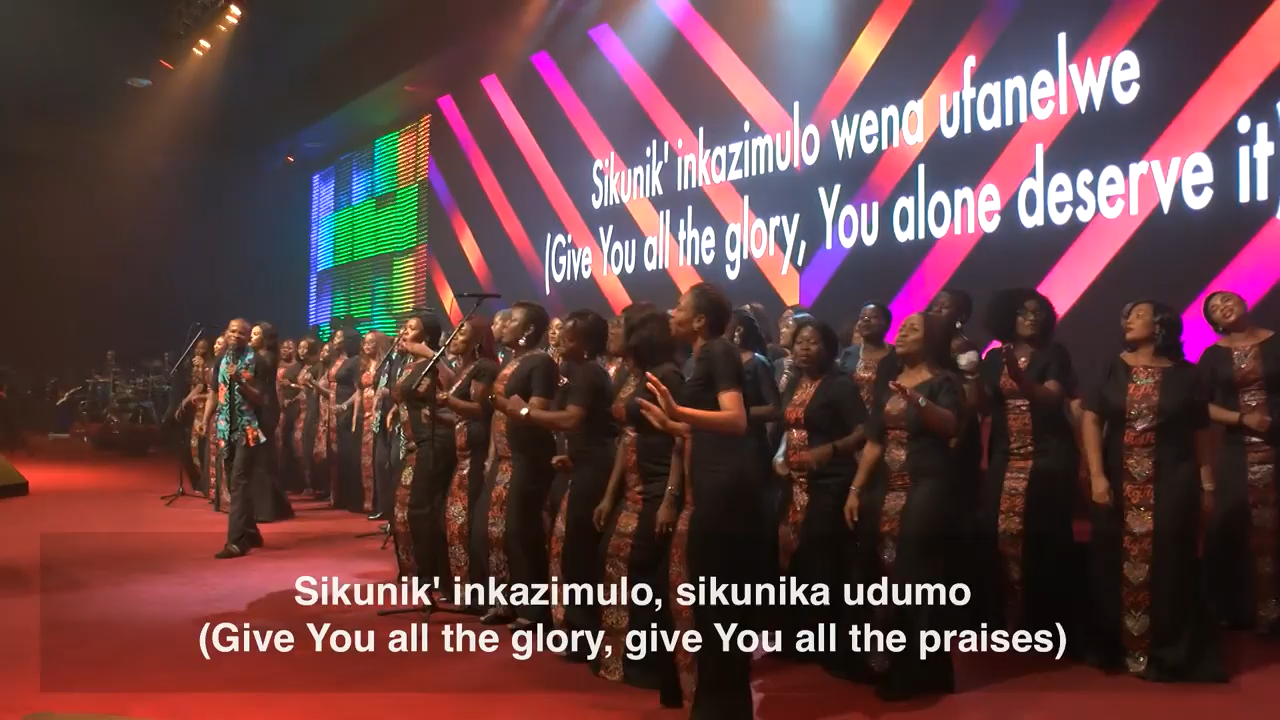 Sikunik' inkazimulo wena ufanelwe
(Give You all the glory, You alone deserve it)
Sikunik' inkazimulo, sikunika udumo
(Give You all the glory, give You all the praises)